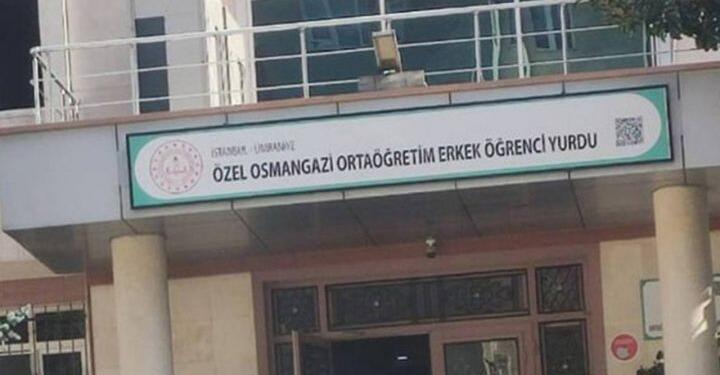 İSTANBUL - ÜMRANİYE
ÖZEL OSMANGAZİ ORTAÖĞRETİM ERKEK ÖĞRENCİ YURDU